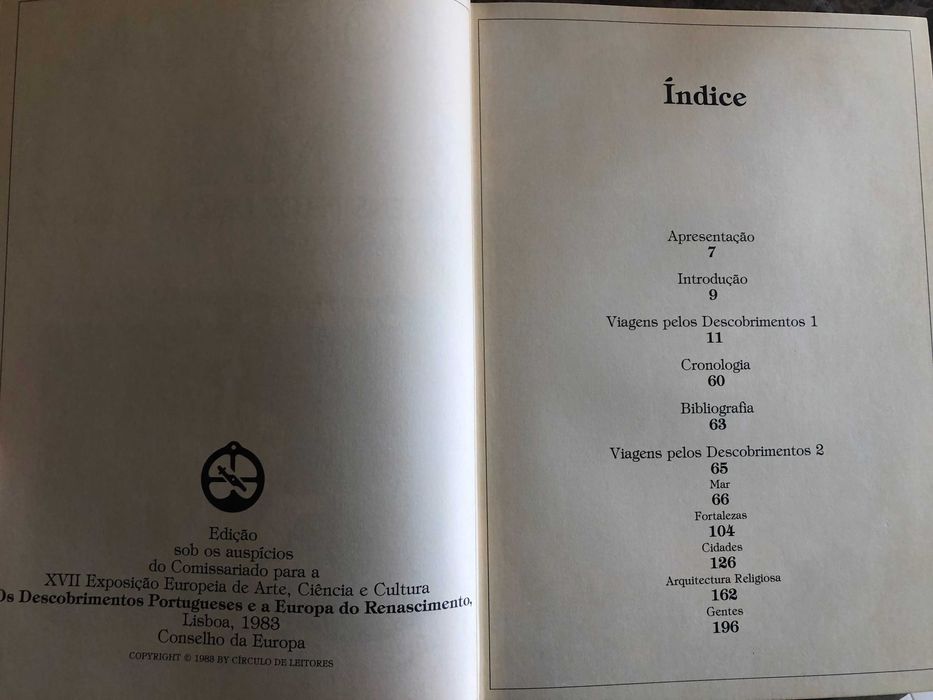 Edição
sob os auspícios
do Comissariado para a
XVII Exposição Europeia de Arte, Ciência e Cultura
Os Descobrimentos Portugueses e a Europa do Renascimento,
Lisboa, 1983
Conselho da Europa
COPYRIGHT © 1988 BY CÍRCULO DE LEITORES
Índice
Apresentação
7
Introdução
9
Viagens pelos Descobrimentos 1
11
Cronologia
60
Bibliografia
63
Viagens pelos Descobrimentos 2
65
Mar
66
Fortalezas
104
Cidades
126
Arquitectura Religiosa
162
Gentes
196